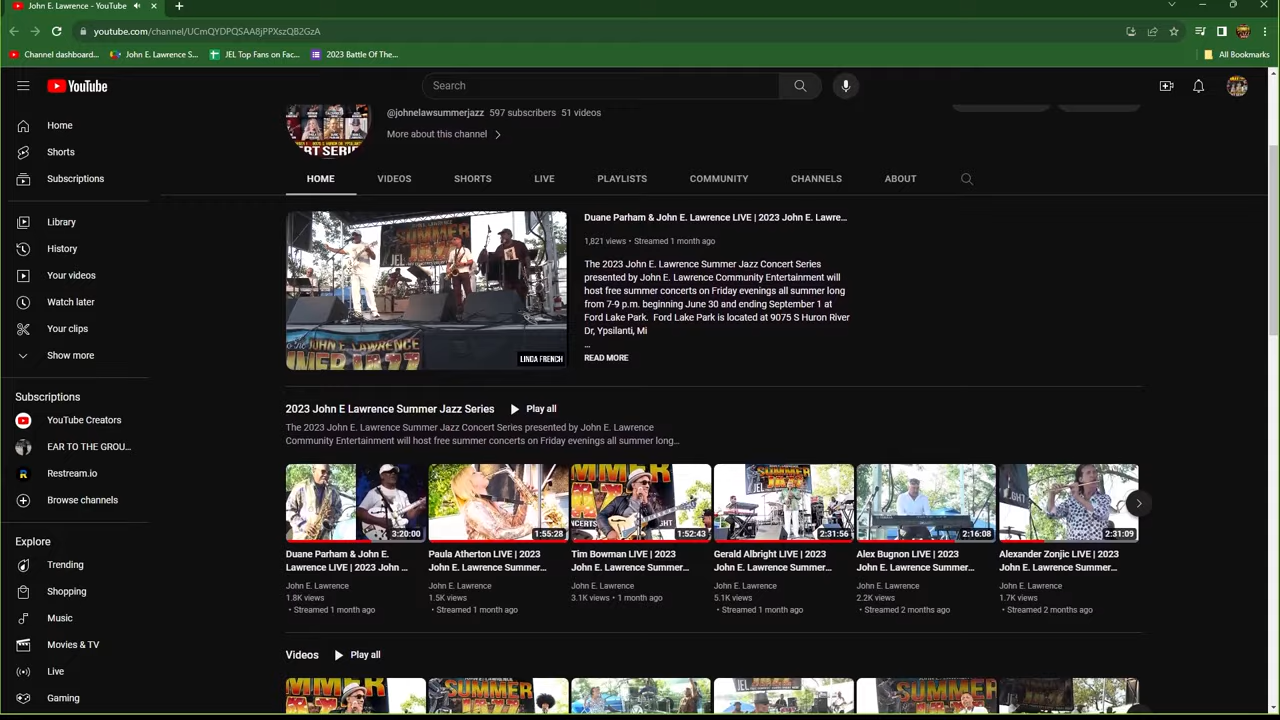 John E. Lawrence - YouTube
youtube.com/channel/UCmQYDPQSAA8jPPXszQB2GzA
Channel dashboard...
John E. Lawrence S...
JEL Top Fans on Fac...
2023 Battle Of The...
All Bookmarks
YouTube
Search
@johnelawsummerjazz 597 subscribers 51 videos
More about this channel
Home
Shorts
Subscriptions
HOME
VIDEOS
SHORTS
LIVE
PLAYLISTS
COMMUNITY
CHANNELS
ABOUT
Library
History
Your videos
Watch later
Your clips
Show more
Duane Parham & John E. Lawrence LIVE | 2023 John E. Lawre...
1,821 views • Streamed 1 month ago
The 2023 John E. Lawrence Summer Jazz Concert Series
presented by John E. Lawrence Community Entertainment will
host free summer concerts on Friday evenings all summer long
from 7-9 p.m. beginning June 30 and ending September 1 at
Ford Lake Park. Ford Lake Park is located at 9075 S Huron River
Dr, Ypsilanti, Mi
...
READ MORE
LINDA FRENCH
Subscriptions
YouTube Creators
EAR TO THE GROU...
Restream.io
Browse channels
2023 John E Lawrence Summer Jazz Series
Play all
The 2023 John E. Lawrence Summer Jazz Concert Series presented by John E. Lawrence
Community Entertainment will host free summer concerts on Friday evenings all summer long...
3:20:00
1:55:28
1:52:43
2:31:56
2:16:08
2:31:09
Duane Parham & John E.
Lawrence LIVE | 2023 John ...
John E. Lawrence
1.8K views
• Streamed 1 month ago
Paula Atherton LIVE | 2023
John E. Lawrence Summer...
John E. Lawrence
1.5K views
• Streamed 1 month ago
Tim Bowman LIVE | 2023
John E. Lawrence Summer...
John E. Lawrence
3.1K views • 1 month ago
Gerald Albright LIVE | 2023
John E. Lawrence Summer...
John E. Lawrence
5.1K views
• Streamed 1 month ago
Alex Bugnon LIVE | 2023
John E. Lawrence Summer...
John E. Lawrence
2.2K views
• Streamed 2 months ago
Alexander Zonjic LIVE | 2023
John E. Lawrence Summer...
John E. Lawrence
1.7K views
• Streamed 2 months ago
Explore
Trending
Shopping
Music
Movies & TV
Live
Gaming
Videos
Play all